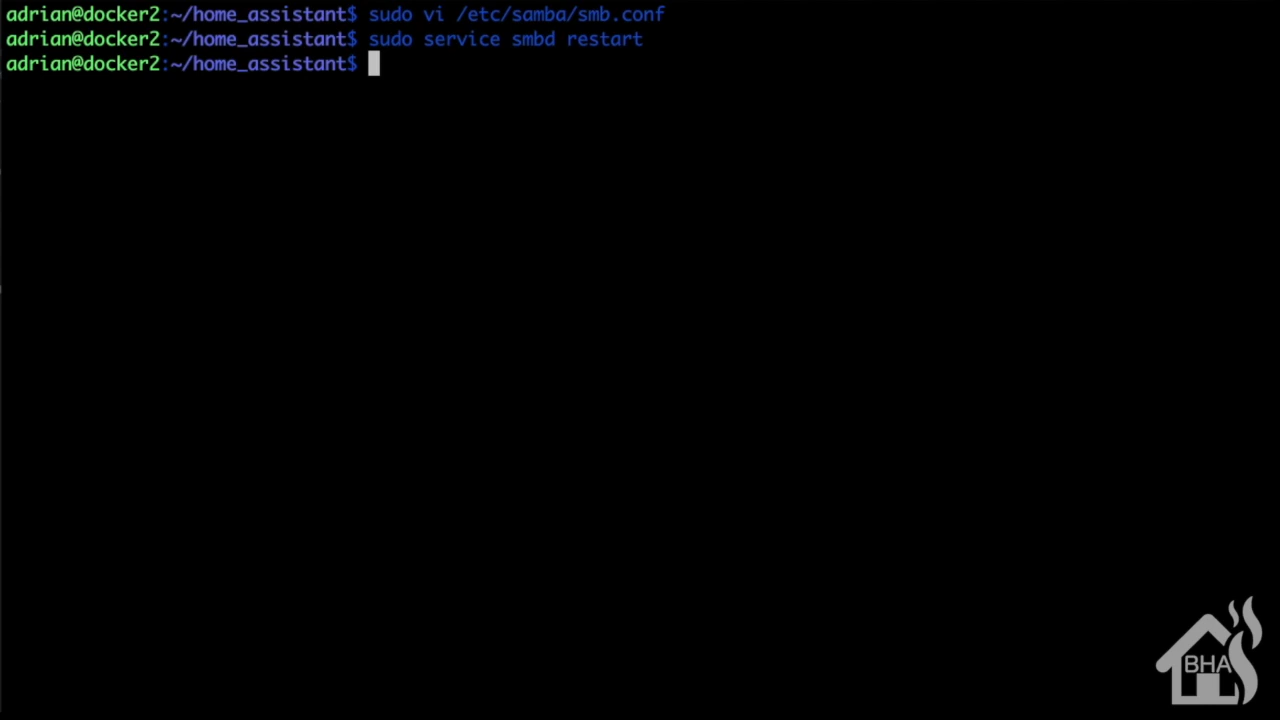 adrian@docker2:~/home_assistant$ sudo vi /etc/samba/smb.conf
adrian@docker2:~/home_assistant$ sudo service smbd restart
adrian@docker2:~/home_assistant$
BHA